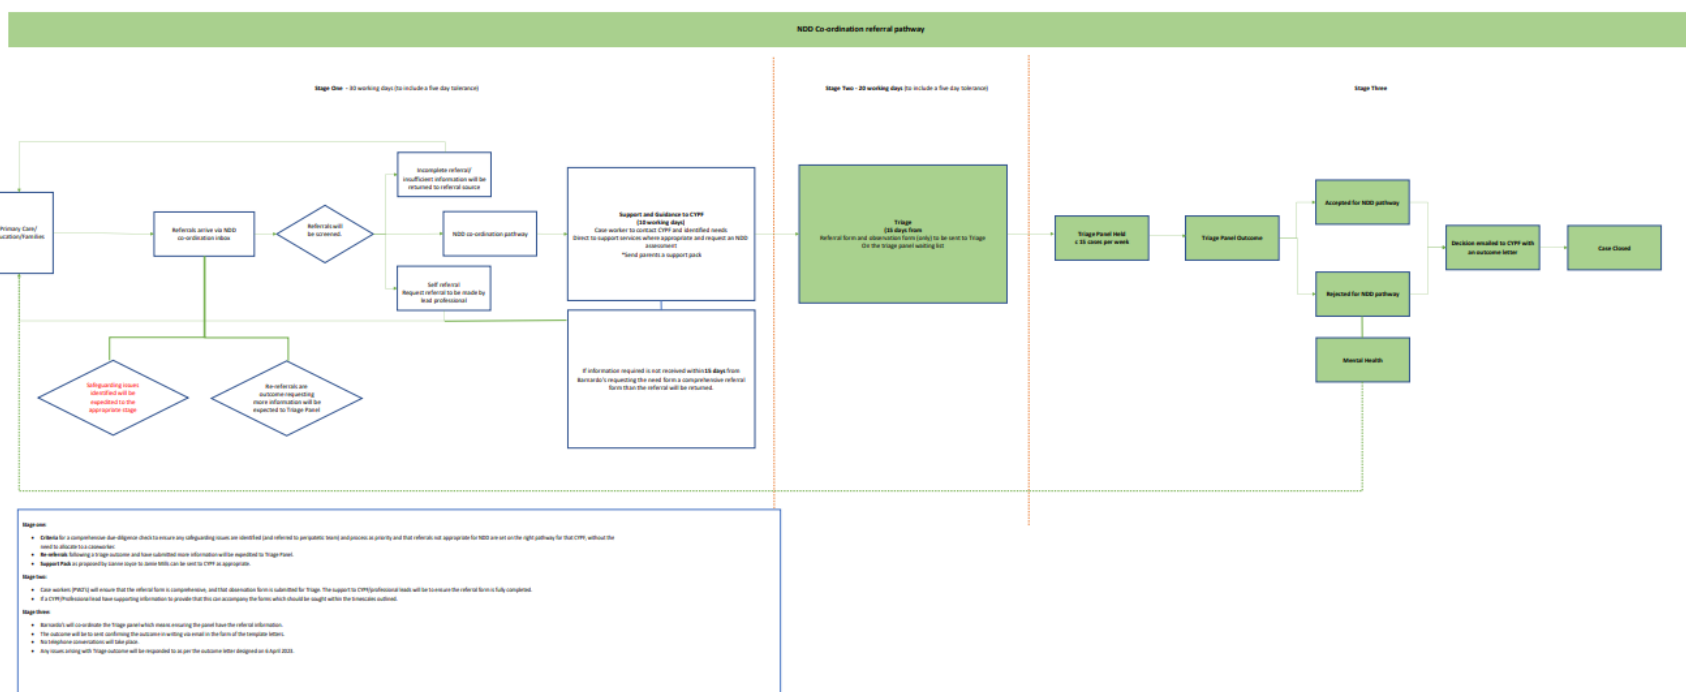 NDD Co-ordination referral pathway
Stage One - 30 working days (to include a five day tolerance)
Stage Two - 20 working days (to include a five day tolerance)
Stage Three
Primary Care/
ucation/Families
Referrals arrive via NDD
co-ordination inbox
Referrals will
be screened.
Incomplete referral/
insufficient information will be
returned to referral source
NDD co-ordination pathway
Self referral
Request referral to be made by
lead professional
Support and Guidance to CYPF
(10 working days)
Case worker to contact CYPF and identified needs
Direct to support services where appropriate and request an NDD
assessment
*Send parents a support pack
If information required is not received within 15 days from
Barnardo's requesting the need form a comprehensive referral
form than the referral will be returned.
Safeguarding issues
identified will be
expedited to the
appropriate stage
Re-referrals are
outcome requesting
more information will be
expected to Triage Panel
Triage
(15 days from
Referral form and observation form (only) to be sent to Triage
On the triage panel waiting list
Triage Panel Held
≤ 15 cases per week
Triage Panel Outcome
Accepted for NDD pathway
Rejected for NDD pathway
Mental Health
Decision emailed to CYPF with
an outcome letter
Case Closed
Stage one:
• Criteria for a comprehensive due diligence check to ensure any safeguarding issues are identified (and referred to peripatetic team) and process as priority and that referrals not appropriate for NDD are set on the right pathway for that CYPF, without the
need to allocate to a caseworker.
• Re-referrals following a triage outcome and have submitted more information will be expedited to Triage Panel.
• Support Pack as proposed by Joyce to Jamie Mills can be sent to CYPF as appropriate.
Stage two:
• Case workers will ensure that the referral form is comprehensive, and that observation form is submitted for Triage. The support to CYPF/professional leads will be to ensure the referral form is fully completed.
• If a CYPF/Professional lead have supporting information to provide that this can accompany the forms which should be sought within the timescales outlined.
Stage three:
• Barnardo's will co-ordinate the Triage panel which means ensuring the panel have the referral information.
• The outcome will be to sent confirming the outcome in writing via email in the form of the template letters.
• No telephone conversations will take place.
• Any issues arising with Triage outcome will be responded to as per the outcome letter designed on 6 April 2023.